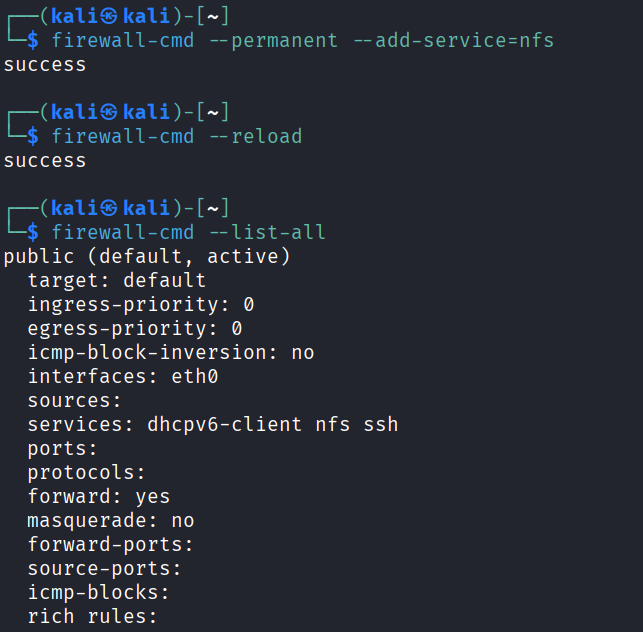 ┌──(kali㉿kali)-[~]
└─$ firewall-cmd --permanent --add-service=nfs
success
┌──(kali㉿kali)-[~]
└─$ firewall-cmd --reload
success
┌──(kali㉿kali)-[~]
└─$ firewall-cmd --list-all
public (default, active)
  target: default
  ingress-priority: 0
  egress-priority: 0
  icmp-block-inversion: no
  interfaces: eth0
  sources:
  services: dhcpv6-client nfs ssh
  ports:
  protocols:
  forward: yes
  masquerade: no
  forward-ports:
  source-ports:
  icmp-blocks:
  rich rules: